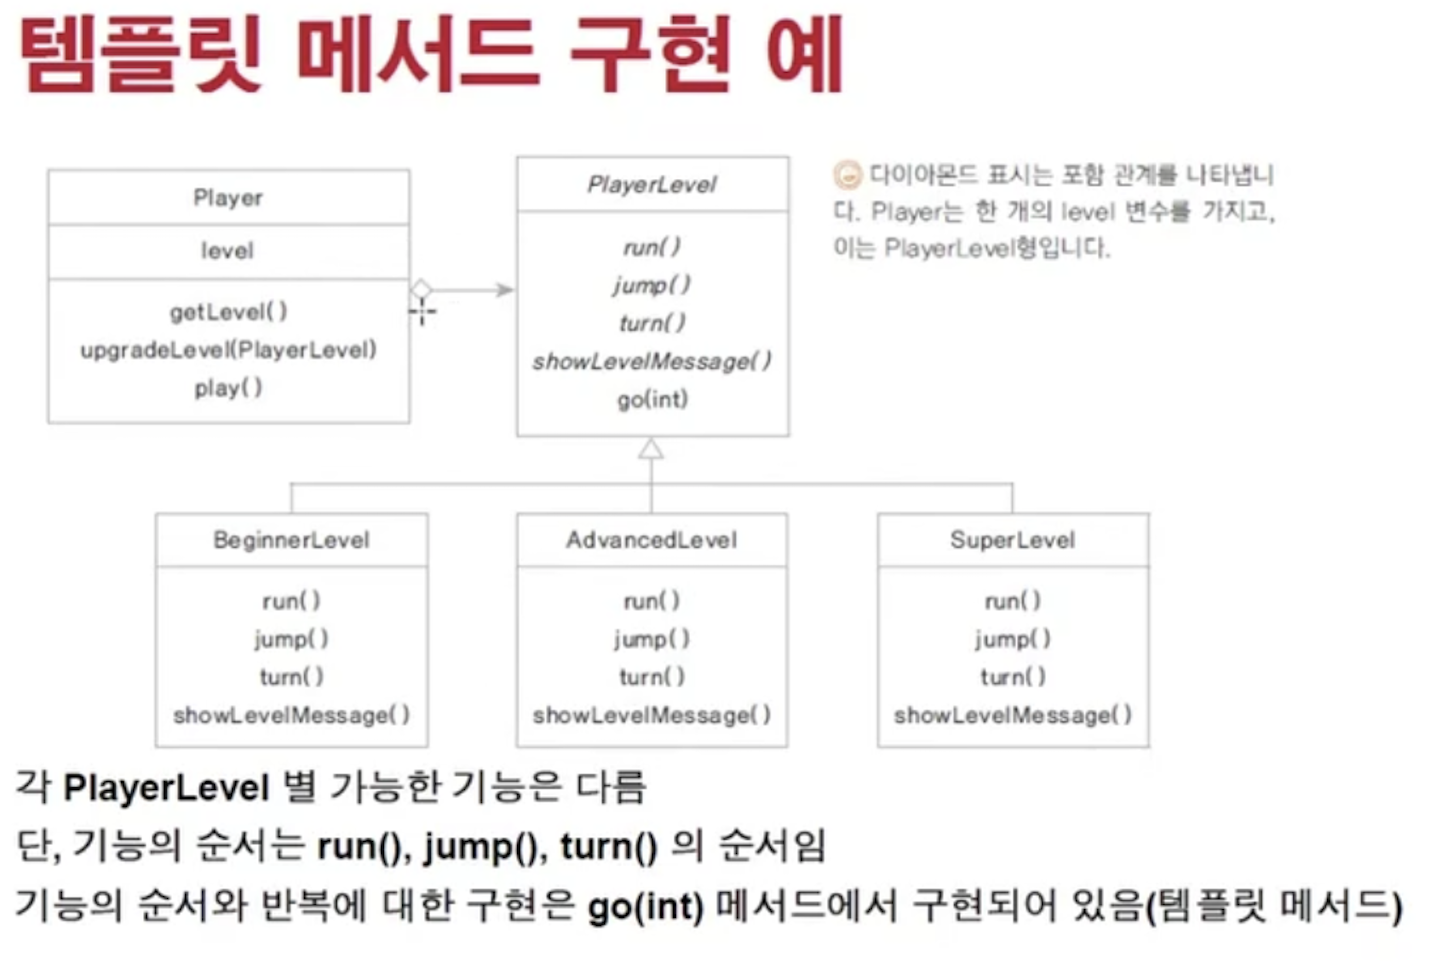 템플릿 메서드 구현 예
Player
level
getLevel()
upgradeLevel(PlayerLevel)
play()
PlayerLevel
run()
jump()
turn()
showLevelMessage()
go(int)
다이아몬드 표시는 포함 관계를 나타냅니
다. Player는 한 개의 level 변수를 가지고,
이는 PlayerLevel형입니다.
BeginnerLevel
run()
jump()
turn()
showLevelMessage()
AdvancedLevel
run()
jump()
turn()
showLevelMessage()
SuperLevel
run()
jump()
turn()
showLevelMessage()
각 PlayerLevel 별 가능한 기능은 다름
단, 기능의 순서는 run(), jump(), turn() 의 순서임
기능의 순서와 반복에 대한 구현은 go(int) 메서드에서 구현되어 있음(템플릿 메서드)